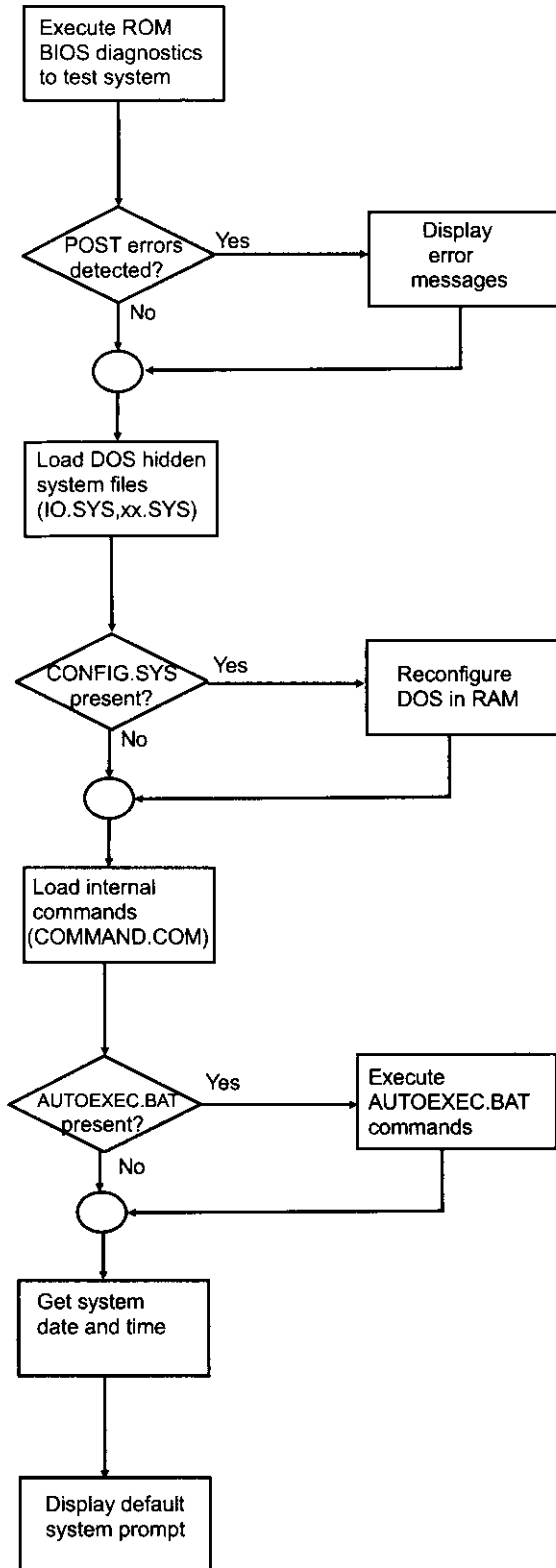 Execute ROM
BIOS diagnostics
to test system
POST errors
detected?
Yes
Display
error
messages
No
Load DOS hidden
system files
(IO.SYS,xx.SYS)
CONFIG.SYS
present?
Yes
Reconfigure
DOS in RAM
No
Load internal
commands
(COMMAND.COM)
AUTOEXEC.BAT
present?
Yes
Execute
AUTOEXEC.BAT
commands
No
Get system
date and time
Display default
system prompt